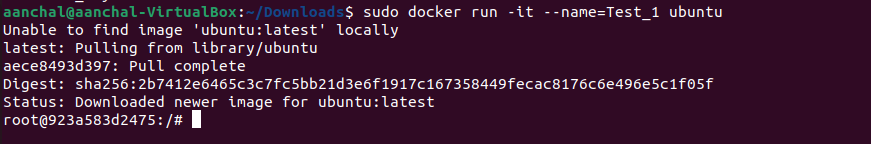 aanchal@aanchal-VirtualBox:~/Downloads$ sudo docker run -it --name=Test_1 ubuntu
Unable to find image 'ubuntu:latest' locally
latest: Pulling from library/ubuntu
aece8493d397: Pull complete
Digest: sha256:2b7412e6465c3c7fc5bb21d3e6f1917c167358449fecac8176c6e496e5c1f05f
Status: Downloaded newer image for ubuntu:latest
root@923a583d2475:/#